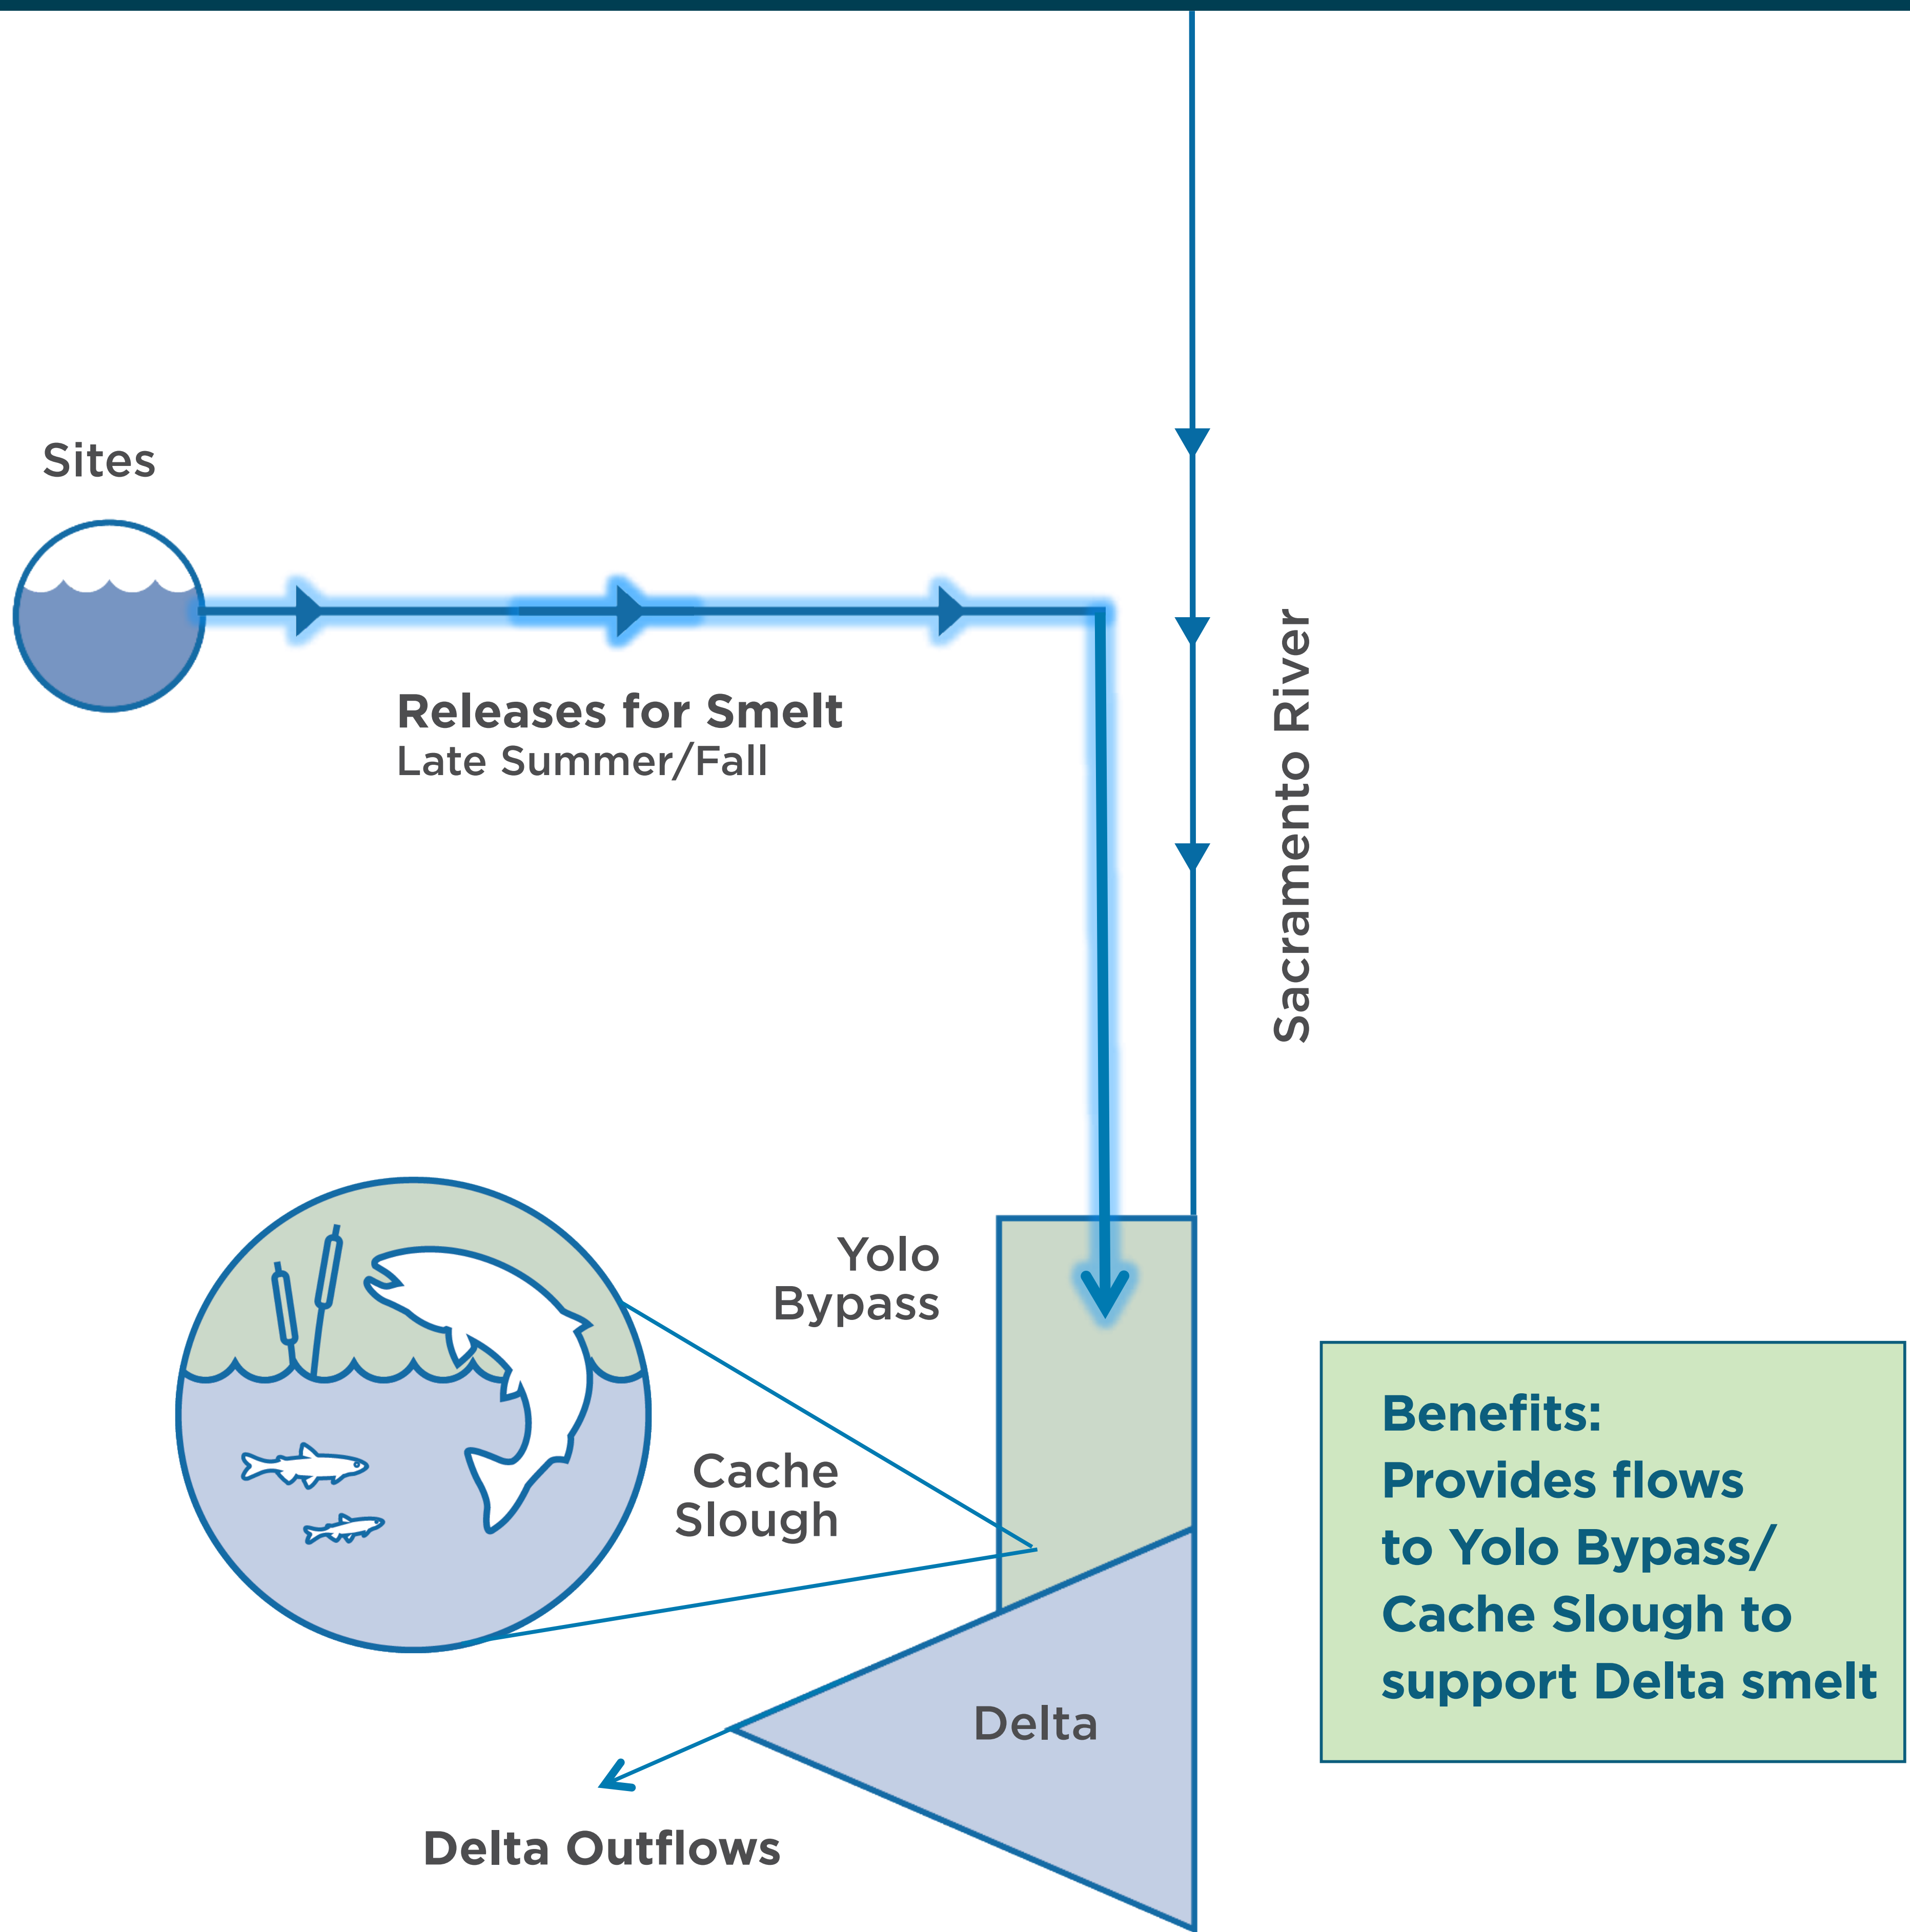 Sites
Releases for Smelt
Late Summer/Fall
Sacramento River
Yolo
Bypass
Cache
Slough
Delta
Delta Outflows
Benefits:
Provides flows
to Yolo Bypass/
Cache Slough to
support Delta smelt